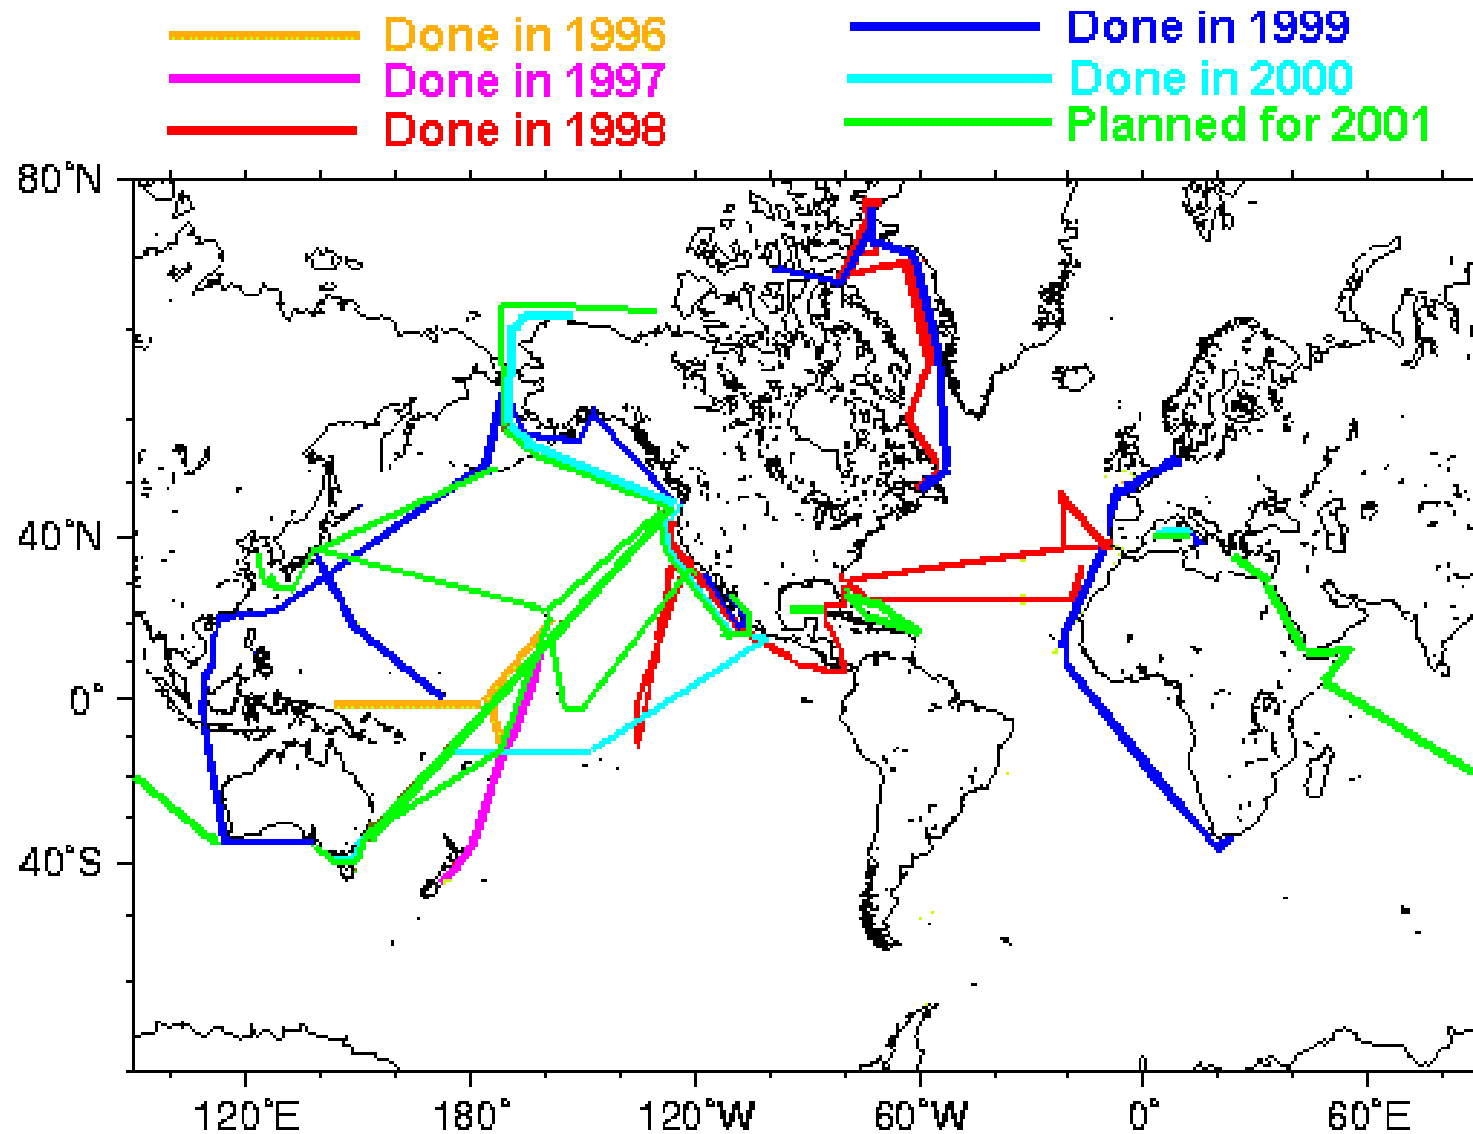 Done in 1996
Done in 1997
Done in 1998
Done in 1999
Done in 2000
Planned for 2001
80°N
40°N
0°
40°S
120°E
180°
120°W
60°W
0°
60°E